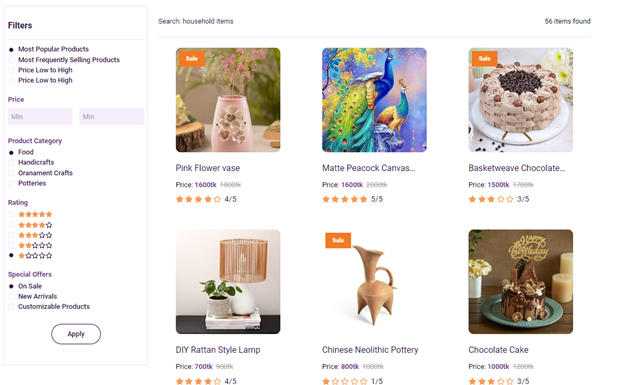 Filters
Most Popular Products
Most Frequently Selling Products
Price Low to High
Price Low to High
Price
Min Min
Product Category
Food
Handicrafts
Oranament Crafts
Potteries
Rating
Special Offers
On Sale
New Arrivals
Customizable Products
Apply
Search: household items 56 items found
Sale Sale
Pink Flower vase Matte Peacock Canvas... Basketweave Chocolate...
Price: 1600tk 1800tk Price: 1600tk 2000tk Price: 1500tk 1700tk
4/5 5/5 3/5
Sale Happy Birthday
DIY Rattan Style Lamp Chinese Neolithic Pottery Chocolate Cake
Price: 700tk 900tk Price: 800tk 1000tk Price: 1000tk 1200tk
4/5 1/5 3/5